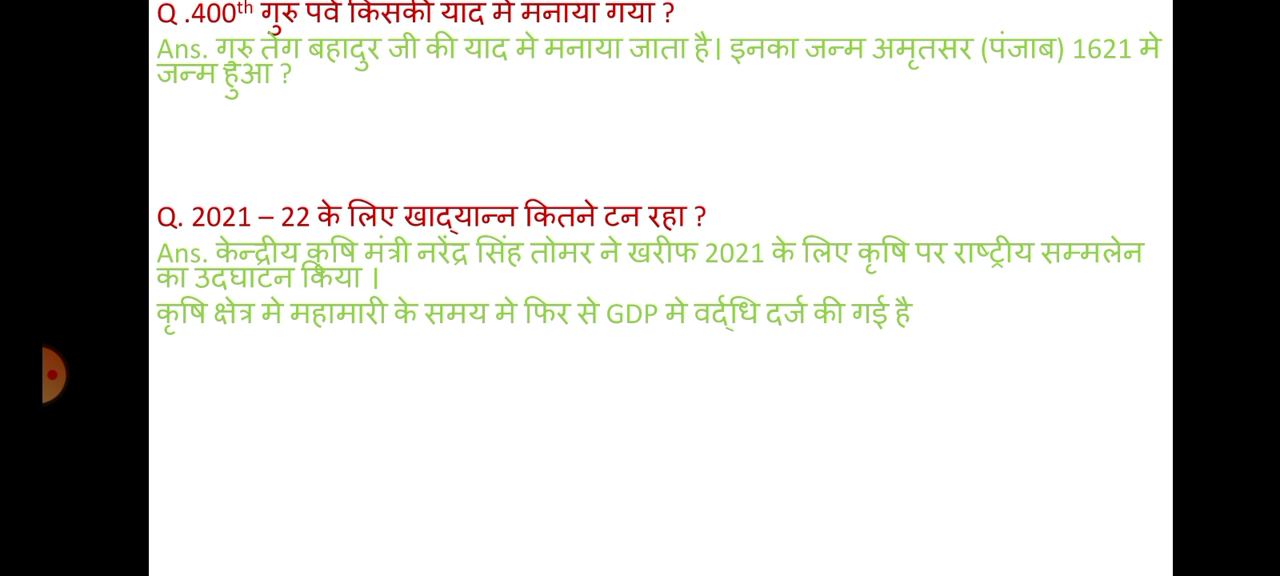 Q .400th गुरु पर्व किसकी याद मे मनाया गया ?
Ans. गुरु तेग बहादुर जी की याद मे मनाया जाता है। इनका जन्म अमृतसर (पंजाब) 1621 मे
जन्म हुआ ?
Q. 2021 – 22 के लिए खाद्यान्न कितने टन रहा ?
Ans. केन्द्रीय कृषि मंत्री नरेंद्र सिंह तोमर ने खरीफ 2021 के लिए कृषि पर राष्ट्रीय सम्मलेन
का उदघाटन किया ।
कृषि क्षेत्र मे महामारी के समय मे फिर से GDP मे वर्द्धि दर्ज की गई है